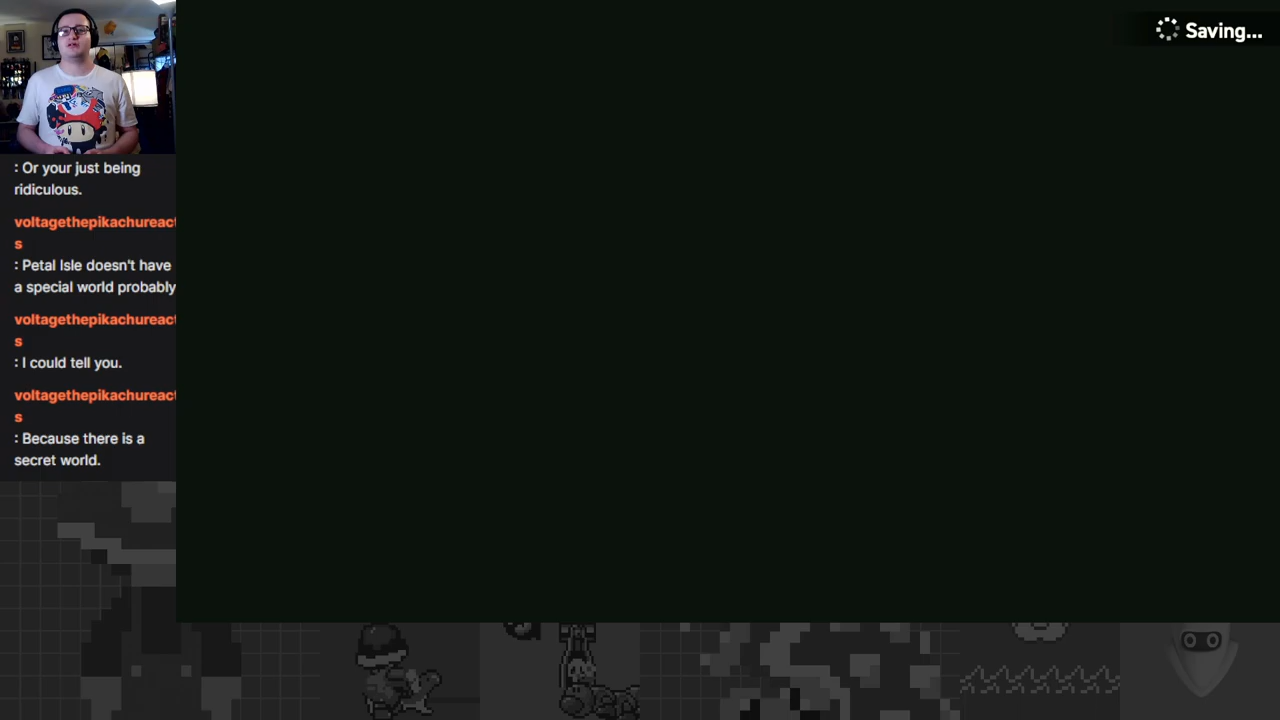 Saving...
: Or your just being
ridiculous.
voltagethepikachureact
s
: Petal Isle doesn't have
a special world probably
voltagethepikachureact
s
: I could tell you.
voltagethepikachureact
s
: Because there is a
secret world.